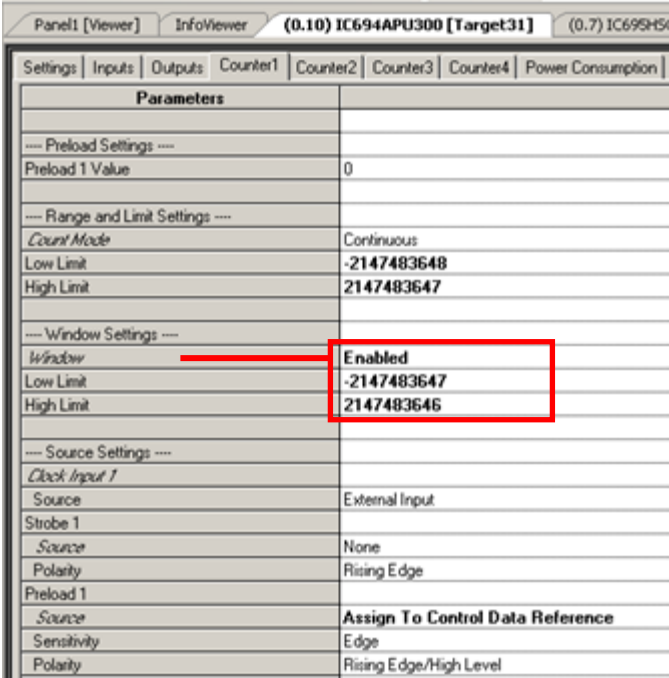 Panel1 [Viewer] InfoViewer (0.10) IC694APU300 [Target31] (0.7) IC695HS
Settings Inputs Outputs Counter1 Counter2 Counter3 Counter4 Power Consumption
Parameters
---- Preload Settings ----
Preload 1 Value 0
---- Range and Limit Settings ----
Count Mode Continuous
Low Limit -2147483648
High Limit 2147483647
---- Window Settings ----
Window Enabled
Low Limit -2147483647
High Limit 2147483646
---- Source Settings ----
Clock Input 1
Source External Input
Strobe 1
Source None
Polarity Rising Edge
Preload 1
Source Assign To Control Data Reference
Sensitivity Edge
Polarity Rising Edge/High Level